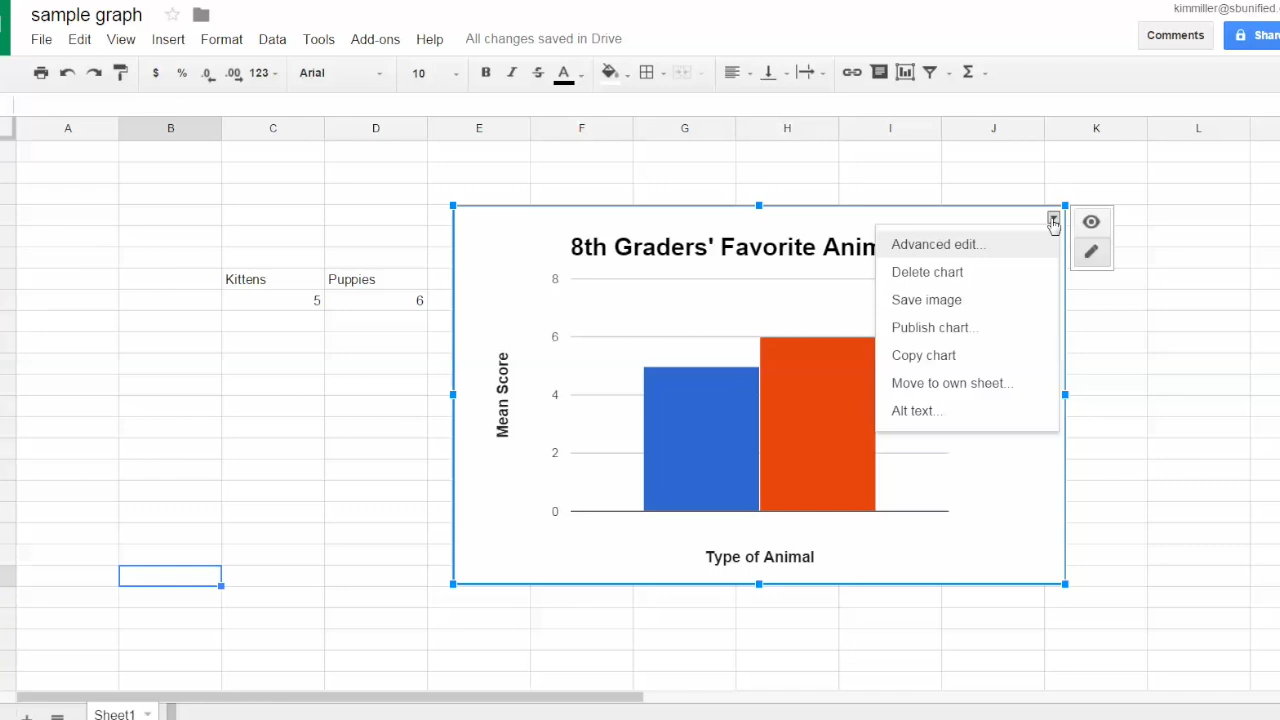 sample graph
kimmiller@sbunified.
File Edit View Insert Format Data Tools Add-ons Help All changes saved in Drive
Comments
$ % .0 .00 123 Arial 10 B I S A Σ
A B C D E F G H I J K L
8th Graders' Favorite
Advanced edit...
Delete chart
Save image
Publish chart...
Copy chart
Move to own sheet...
Alt text...
Kittens Puppies
5 6
8
6
4
2
0
Mean Score
Type of Animal
Sheet1